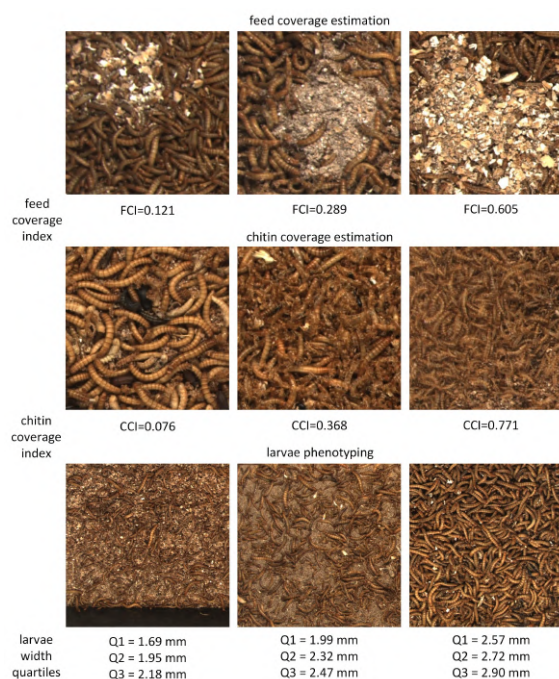 feed coverage estimation
feed
coverage
index
FCI=0.121
FCI=0.289
FCI=0.605
chitin coverage estimation
chitin
coverage
index
CCI=0.076
CCI=0.368
CCI=0.771
larvae phenotyping
larvae
width
quartiles
Q1 = 1.69 mm
Q2 = 1.95 mm
Q3 = 2.18 mm
Q1 = 1.99 mm
Q2 = 2.32 mm
Q3 = 2.47 mm
Q1 = 2.57 mm
Q2 = 2.72 mm
Q3 = 2.90 mm